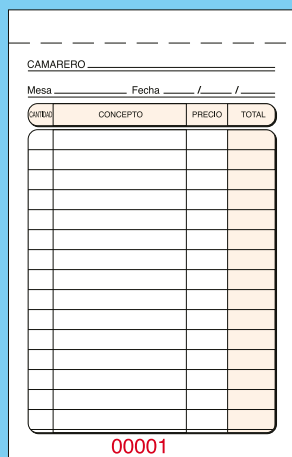 CAMARERO
Mesa Fecha / /
CANTIDAD CONCEPTO PRECIO TOTAL
00001